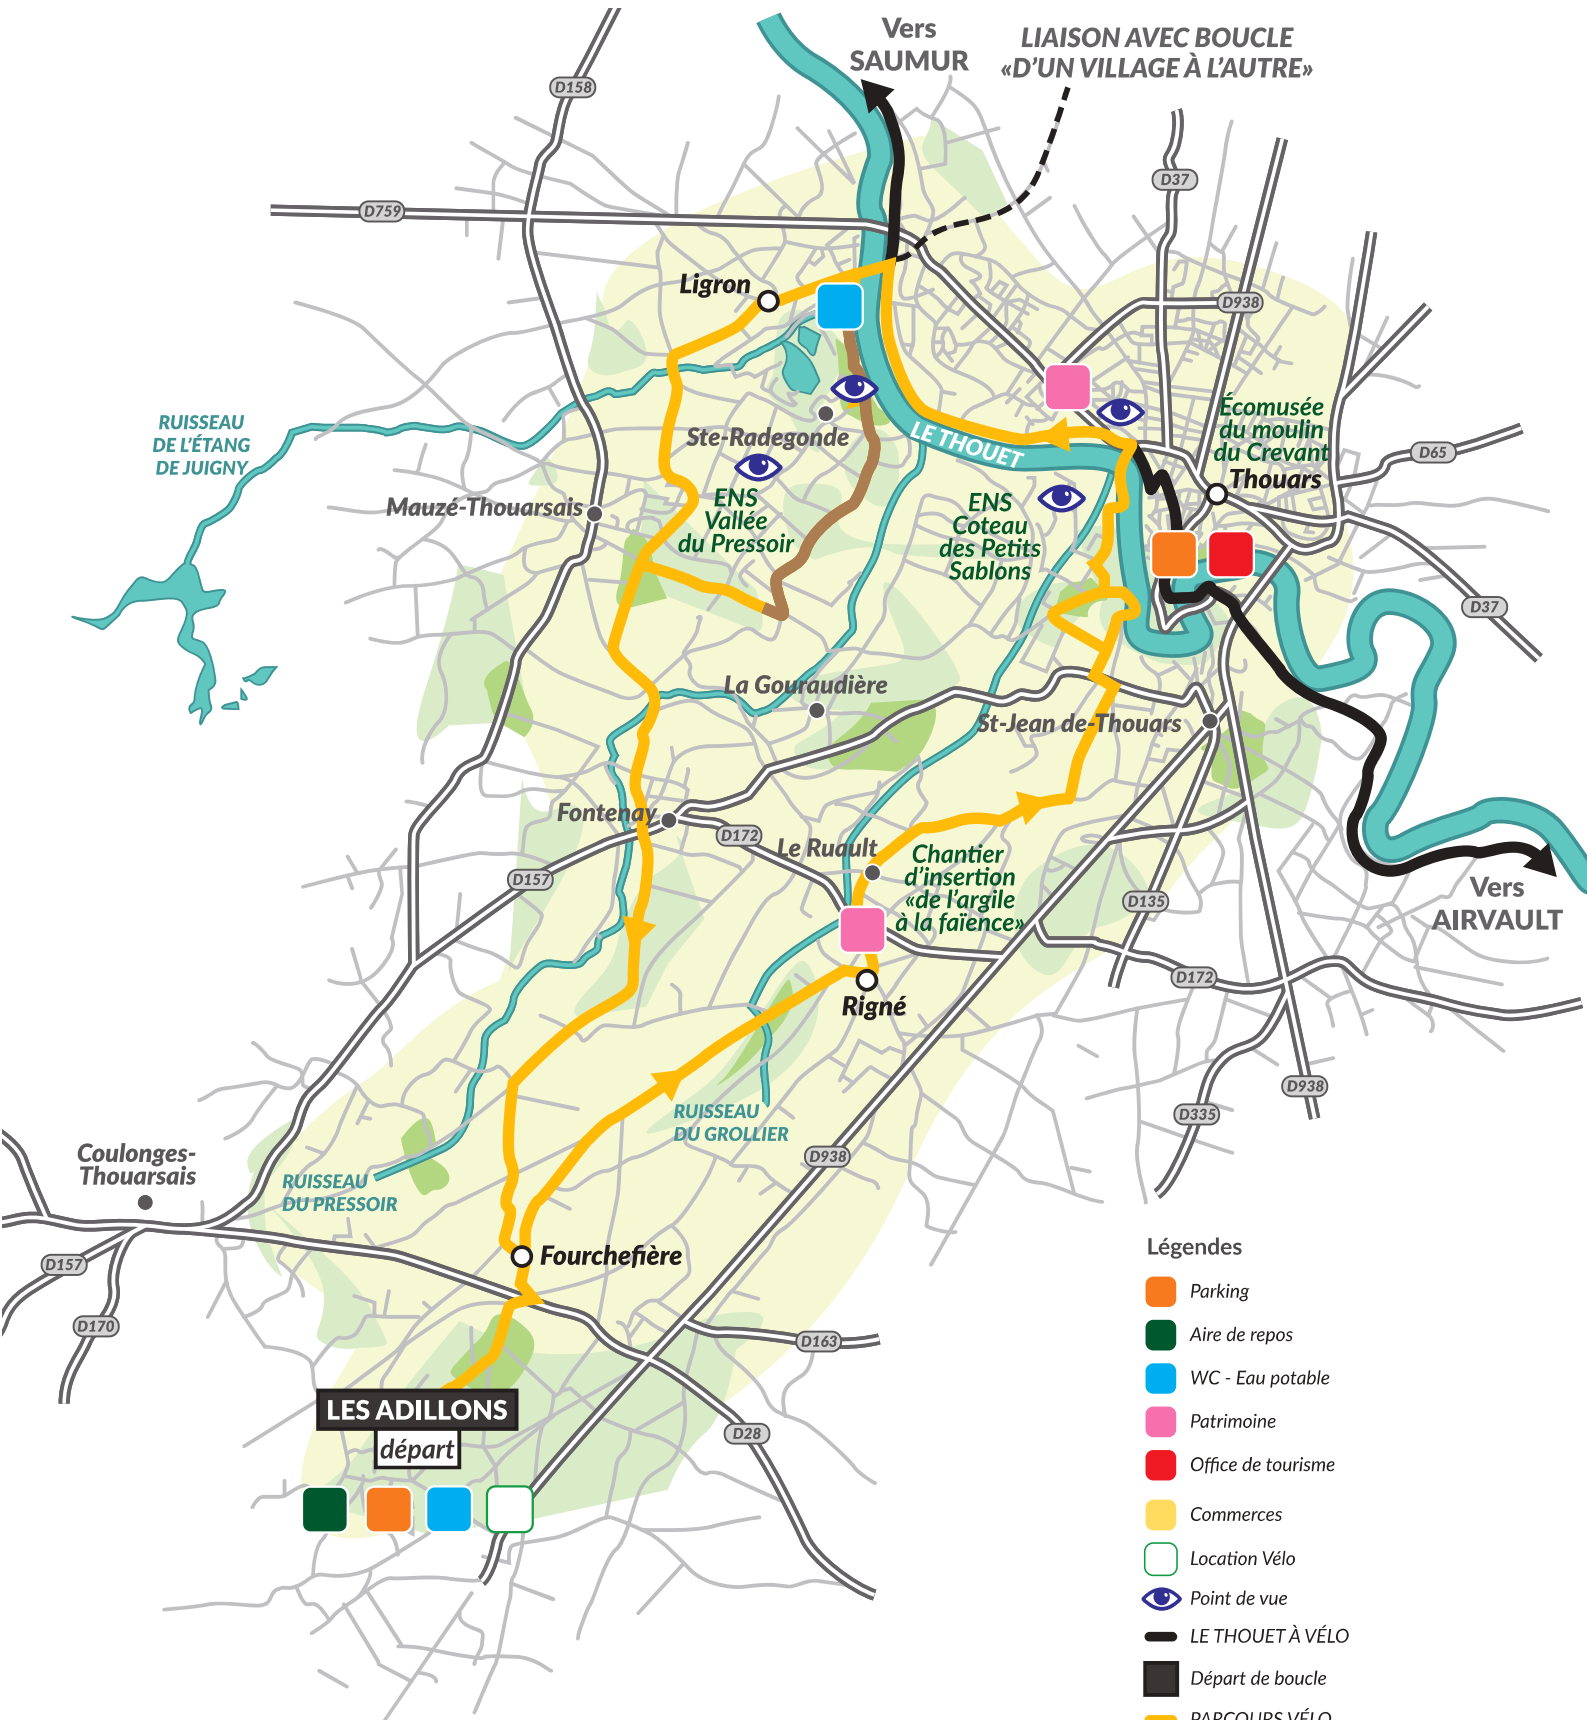 Vers
SAUMUR
LIAISON AVEC BOUCLE
«D’UN VILLAGE À L’AUTRE»
D158
D37
D759
Ligron
D938
RUISSEAU
DE L’ÉTANG
DE JUIGNY
Ste-Radegonde
LE THOUET
Écomusée
du moulin
du Crevant
Thouars
D65
Mauzé-Thouarsais
ENS
Vallée
du Pressoir
ENS
Coteau
des Petits
Sablons
D37
La Gouraudière
St-Jean de-Thouars
Fontenay
D172
Le Ruault
Chantier
d’insertion
«de l’argile
à la faïence»
D157
D135
Vers
AIRVAULT
D172
Rigné
D938
D335
RUISSEAU
DU GROLLIER
D938
Coulonges-
Thouarsais
RUISSEAU
DU PRESSOIR
D157
Fourchefière
D170
D163
LES ADILLONS
départ
D28
Légendes
Parking
Aire de repos
WC - Eau potable
Patrimoine
Office de tourisme
Commerces
Location Vélo
Point de vue
LE THOUET À VÉLO
Départ de boucle
PARCOURS VÉLO